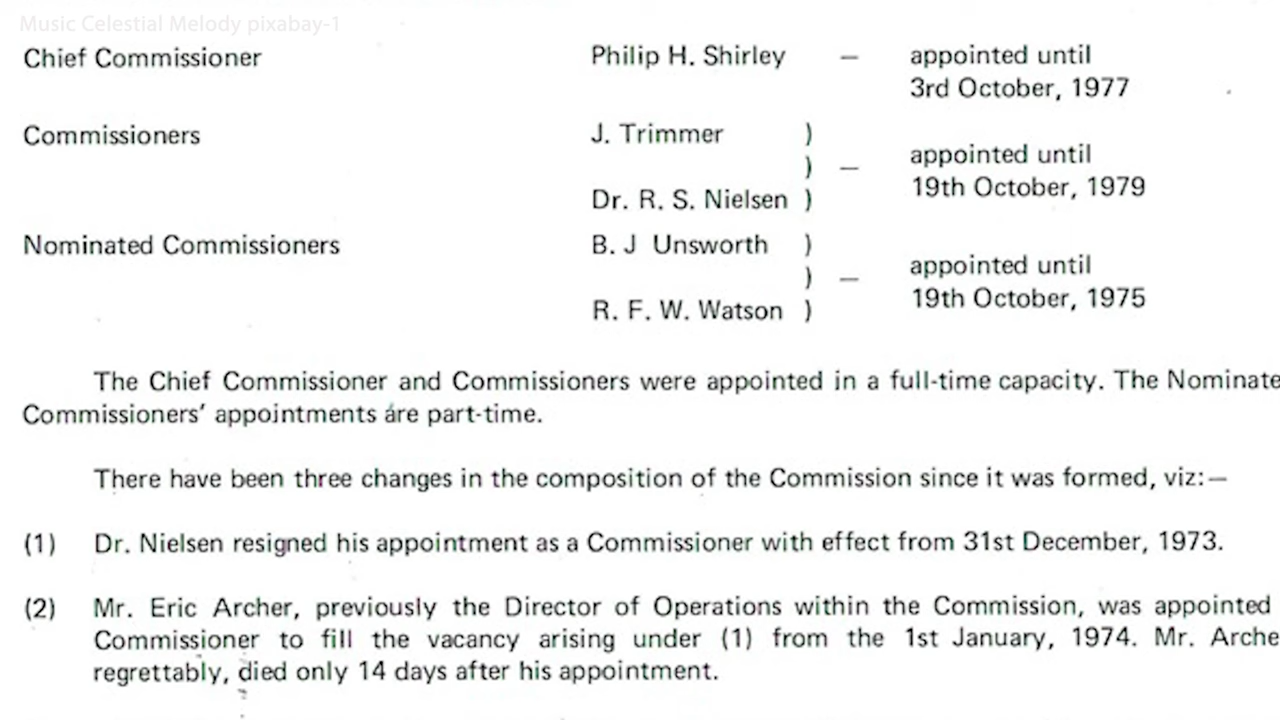 Music Celestial Melody pixabay-1
Chief Commissioner Philip H. Shirley — appointed until
3rd October, 1977
Commissioners J. Trimmer )
) — appointed until
19th October, 1979
Dr. R. S. Nielsen )
Nominated Commissioners B. J Unsworth )
) — appointed until
19th October, 1975
R. F. W. Watson )
The Chief Commissioner and Commissioners were appointed in a full-time capacity. The Nominate
Commissioners' appointments are part-time.
There have been three changes in the composition of the Commission since it was formed, viz:—
(1) Dr. Nielsen resigned his appointment as a Commissioner with effect from 31st December, 1973.
(2) Mr. Eric Archer, previously the Director of Operations within the Commission, was appointed
Commissioner to fill the vacancy arising under (1) from the 1st January, 1974. Mr. Arche
regrettably, died only 14 days after his appointment.